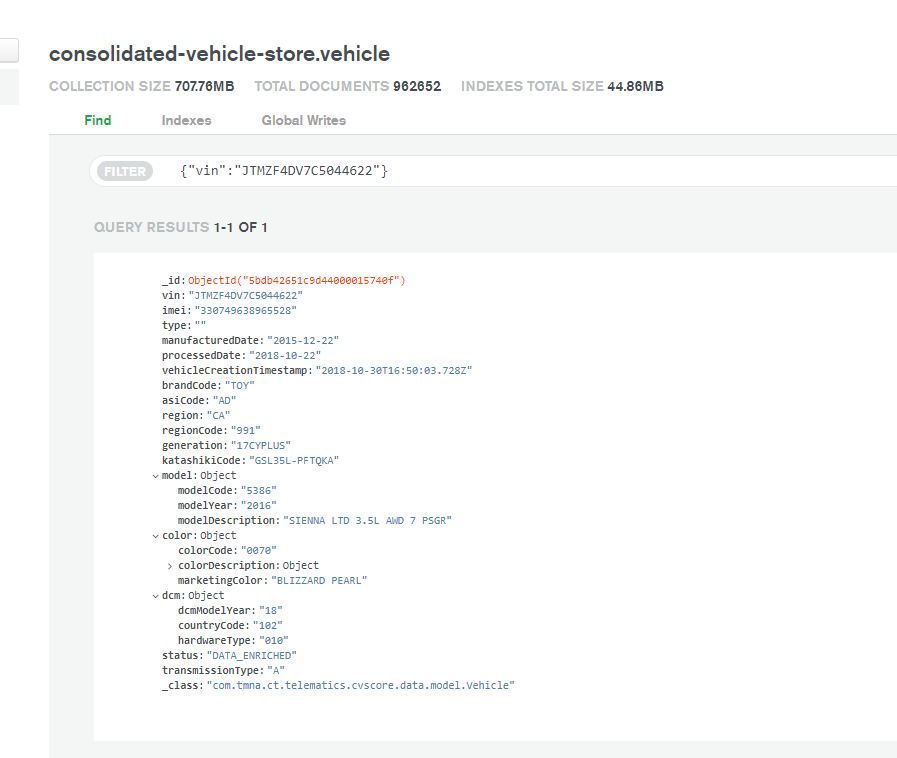 consolidated-vehicle-store.vehicle
COLLECTION SIZE 707.76MB TOTAL DOCUMENTS 962652 INDEXES TOTAL SIZE 44.86MB
Find Indexes Global Writes
FILTER {"vin":"JTMZF4DV7C5044622"}
QUERY RESULTS 1-1 OF 1
_id:ObjectId("5bdb42651c9d44000015740f")
vin:"JTMZF4DV7C5044622"
imei:"330749638965528"
type:""
manufacturedDate:"2015-12-22"
processedDate:"2018-10-22"
vehicleCreationTimestamp:"2018-10-30T16:50:03.728Z"
brandCode:"TOY"
asiCode:"AD"
region:"CA"
regionCode:"991"
generation:"17CYPLUS"
katashikiCode:"GSL35L-PFTQKA"
model:Object
modelCode:"5386"
modelYear:"2016"
modelDescription:"SIENNA LTD 3.5L AWD 7 PSGR"
color:Object
colorCode:"0070"
colorDescription:Object
marketingColor:"BLIZZARD PEARL"
dcm:Object
dcmModelYear:"18"
countryCode:"102"
hardwareType:"010"
status:"DATA_ENRICHED"
transmissionType:"A"
_class:"com.tmna.ct.telematics.cvscore.data.model.Vehicle"